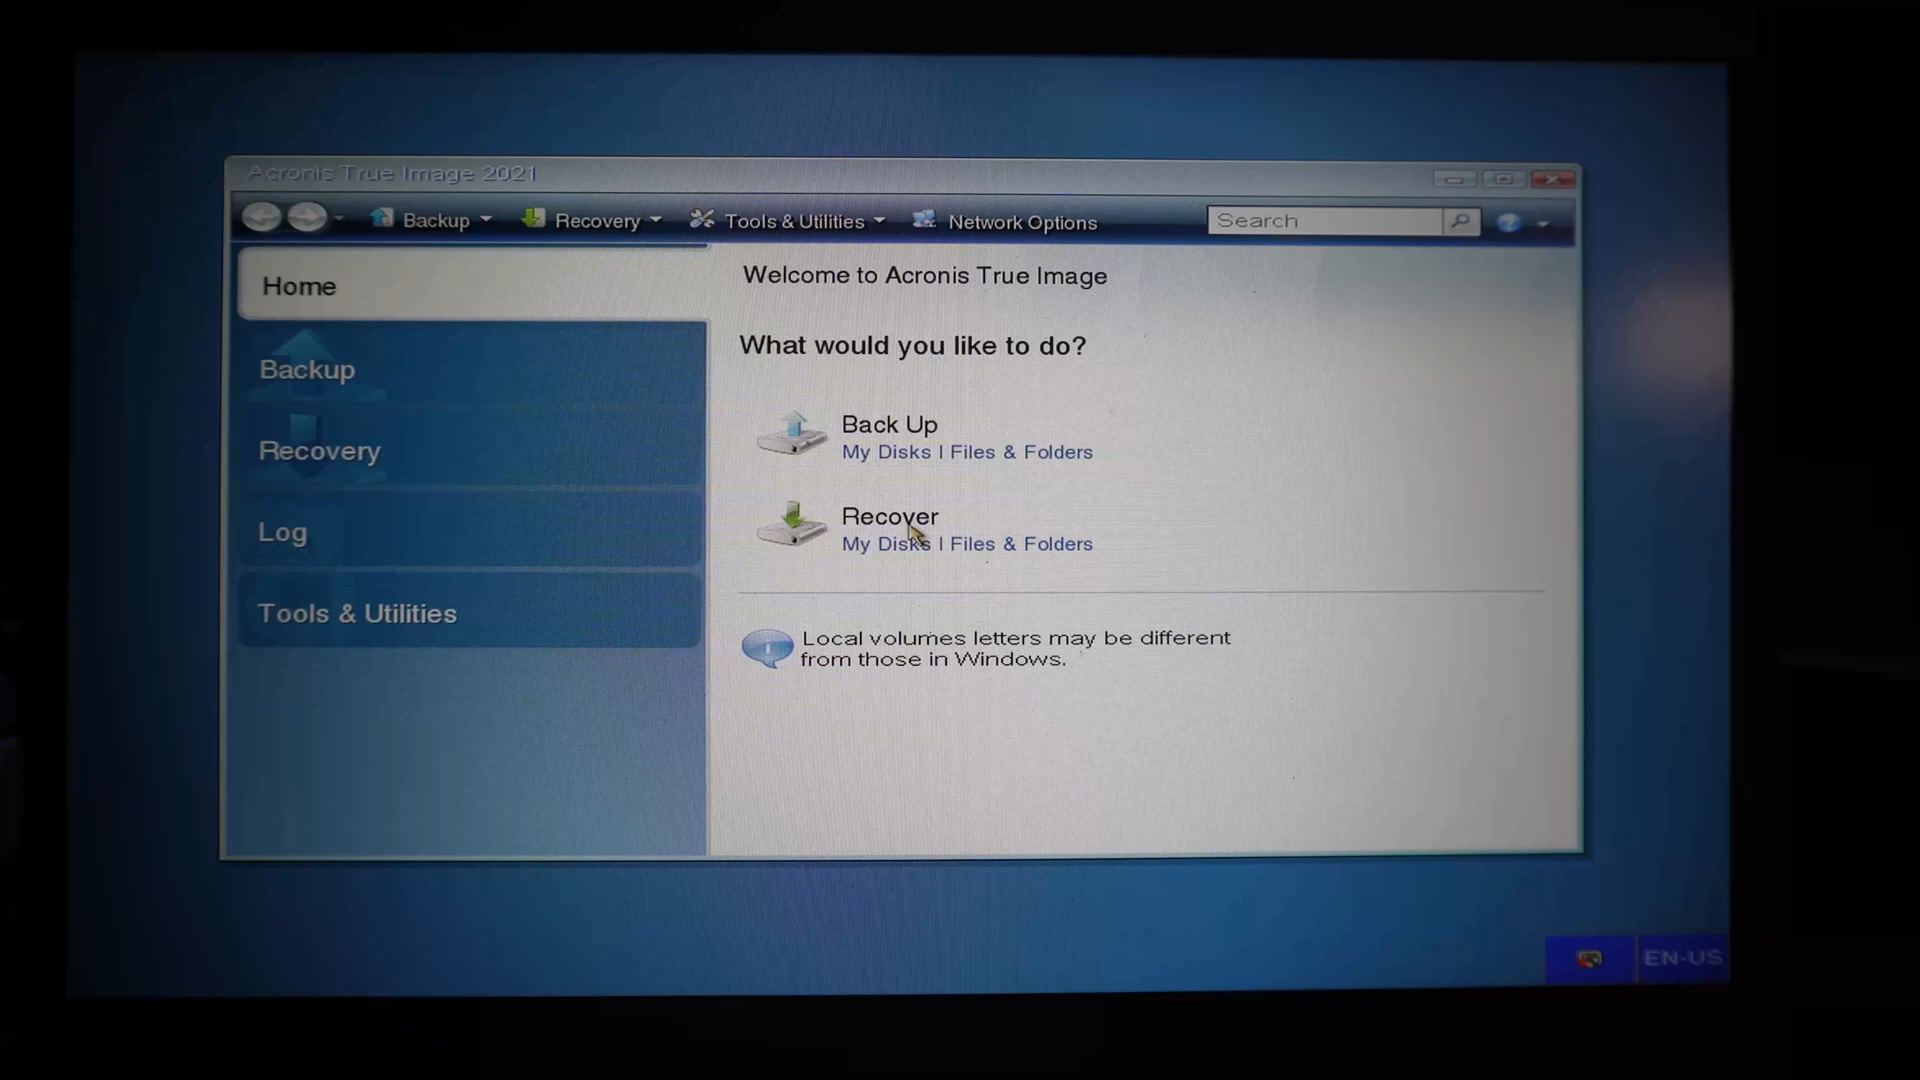 Acronis True Image 2021
Backup
Recovery
Tools & Utilities
Network Options
Search
Home
Welcome to Acronis True Image
What would you like to do?
Backup
Back Up
My Disks | Files & Folders
Recovery
Recover
My Disks | Files & Folders
Log
Tools & Utilities
Local volumes letters may be different
from those in Windows.
EN-US